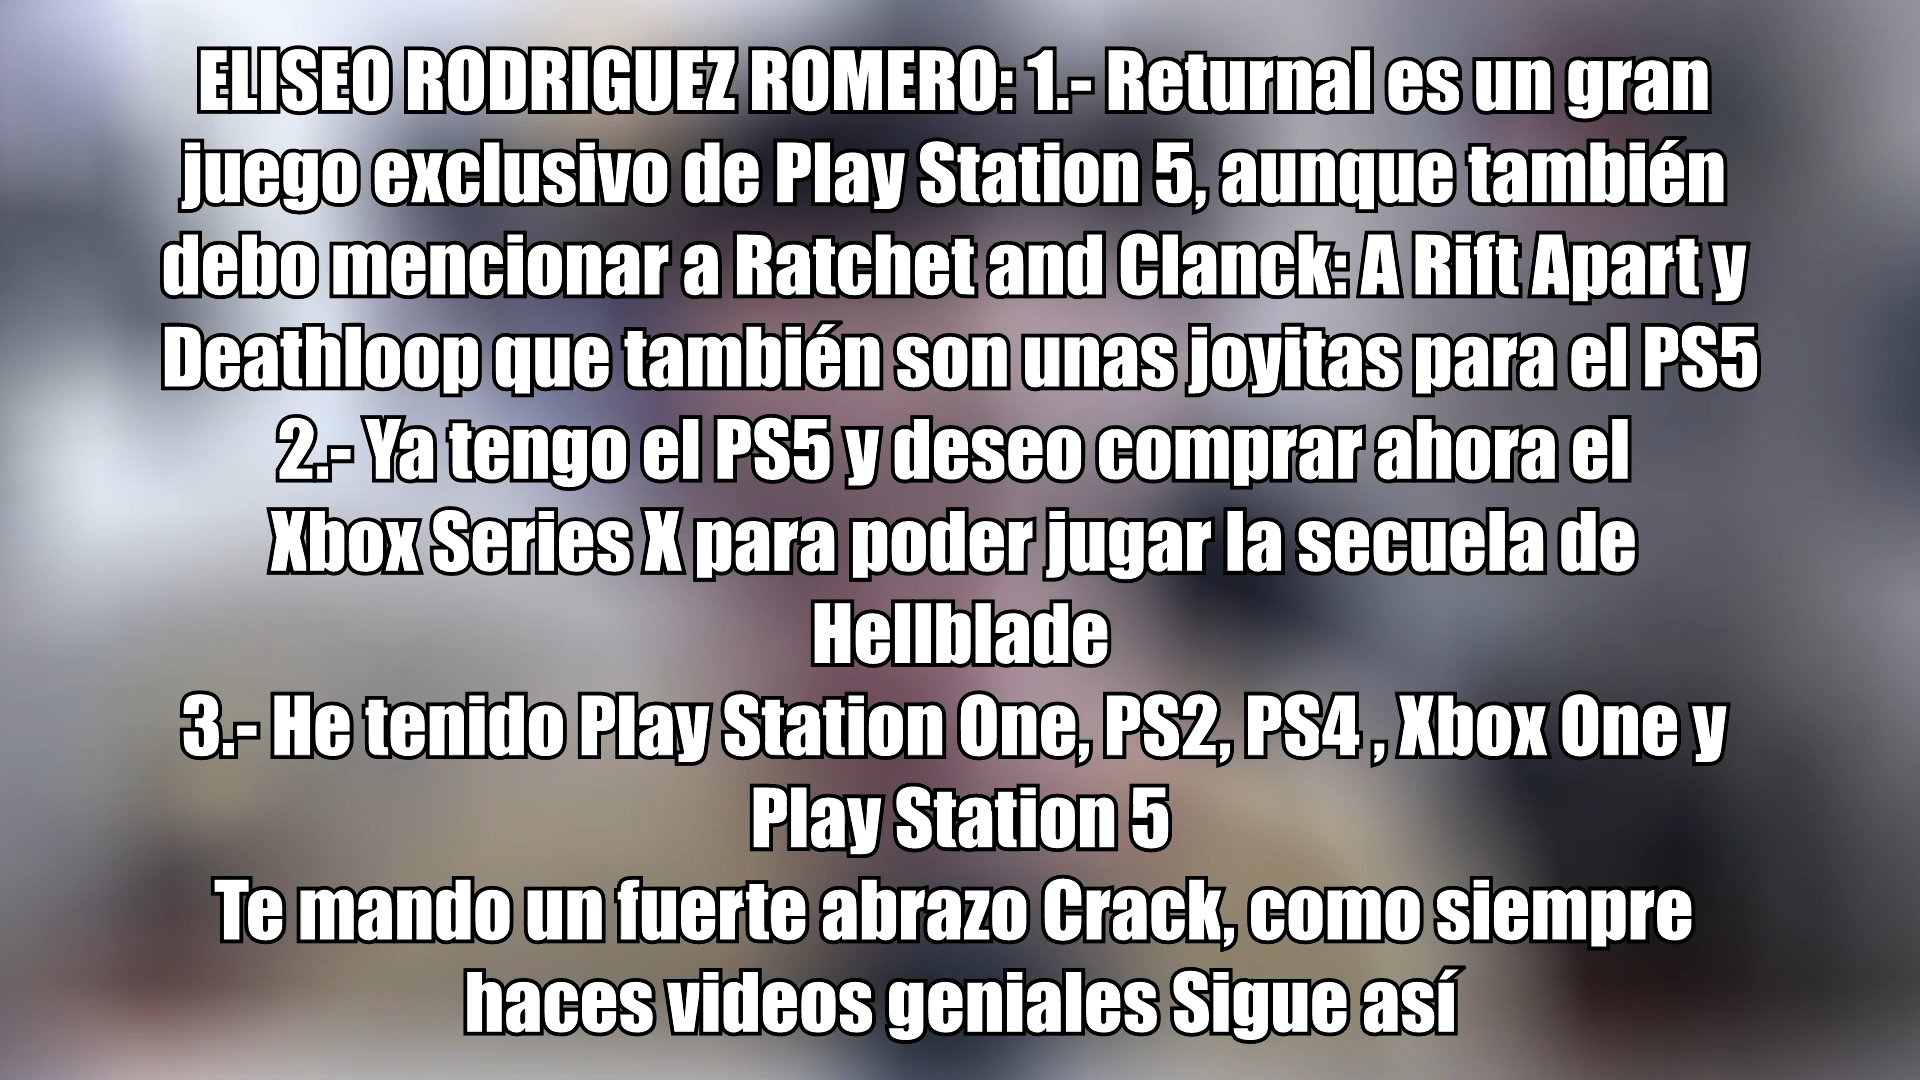 ELISEO RODRIGUEZ ROMERO: 1.- Returnal es un gran
juego exclusivo de Play Station 5, aunque también
debo mencionar a Ratchet and Clanck: A Rift Apart y
Deathloop que también son unas joyitas para el PS5
2.- Ya tengo el PS5 y deseo comprar ahora el
Xbox Series X para poder jugar la secuela de
Hellblade
3.- He tenido Play Station One, PS2, PS4 , Xbox One y
Play Station 5
Te mando un fuerte abrazo Crack, como siempre
haces videos geniales Sigue así